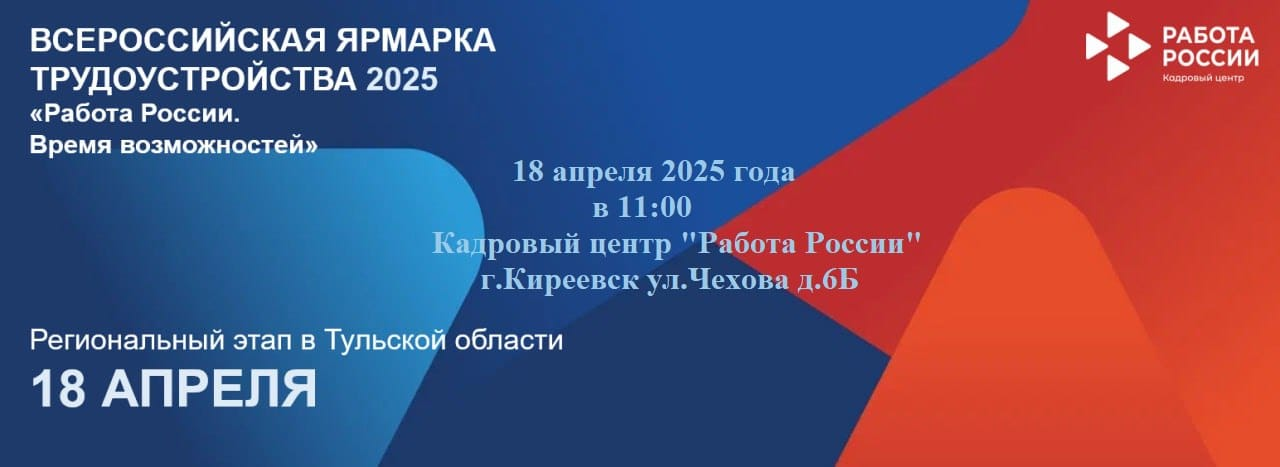 ВСЕРОССИЙСКАЯ ЯРМАРКА
ТРУДОУСТРОЙСТВА 2025
«Работа России.
Время возможностей»
РАБОТА
РОССИИ
Кадровый центр
18 апреля 2025 года
в 11:00
Кадровый центр "Работа России"
г.Киреевск ул.Чехова д.6Б
Региональный этап в Тульской области
18 АПРЕЛЯ